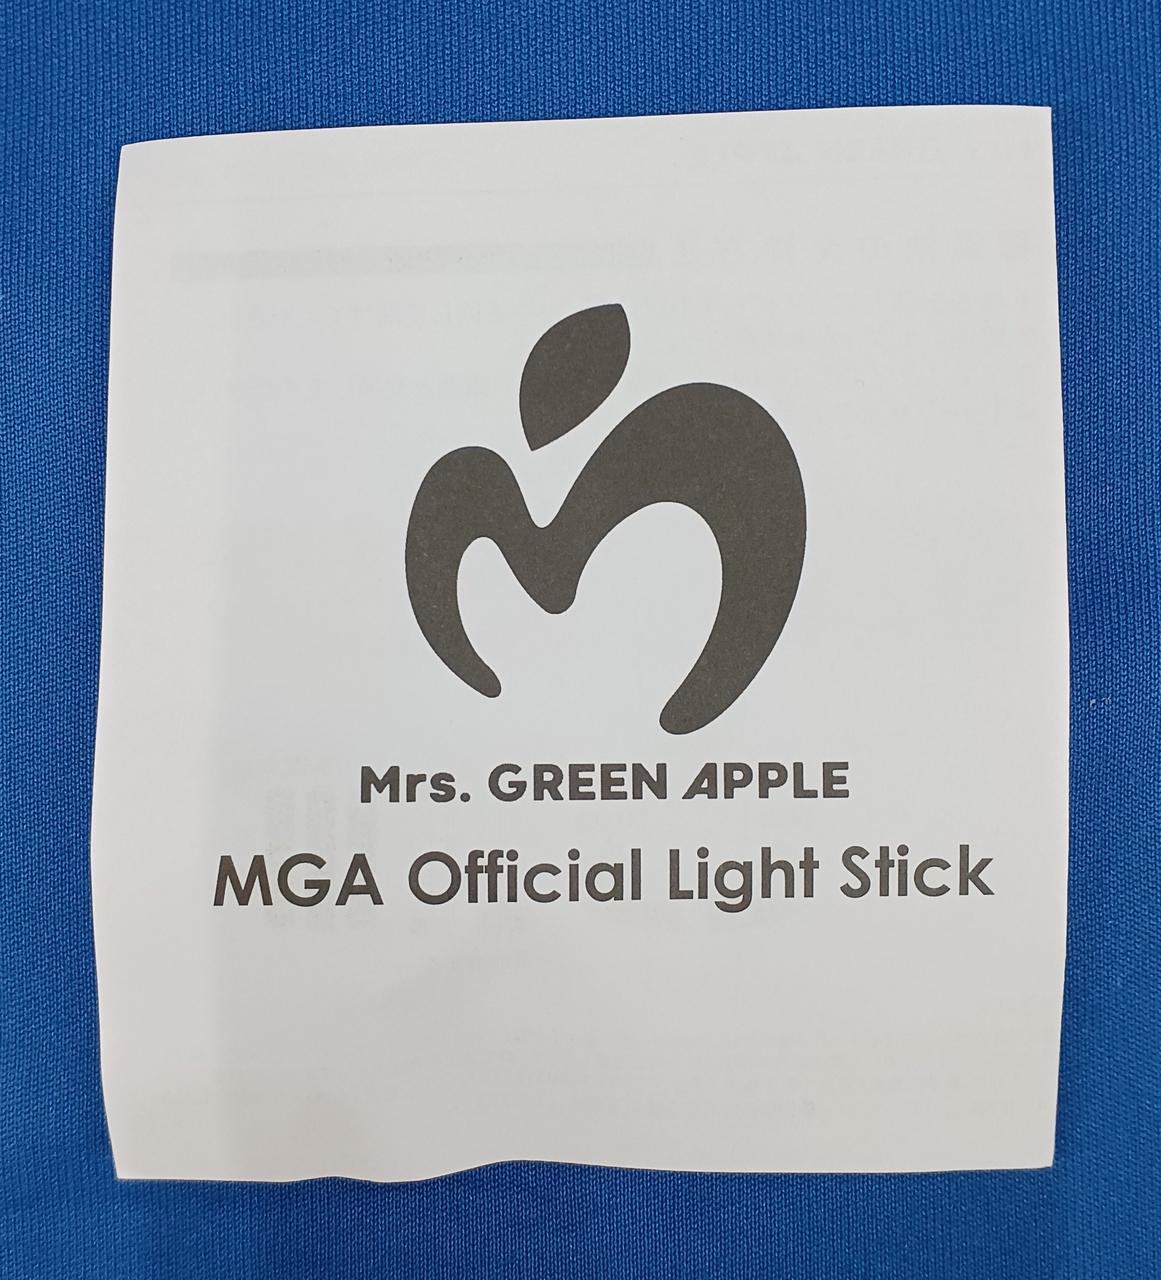 Mrs. GREEN APPLE
MGA Official Light Stick